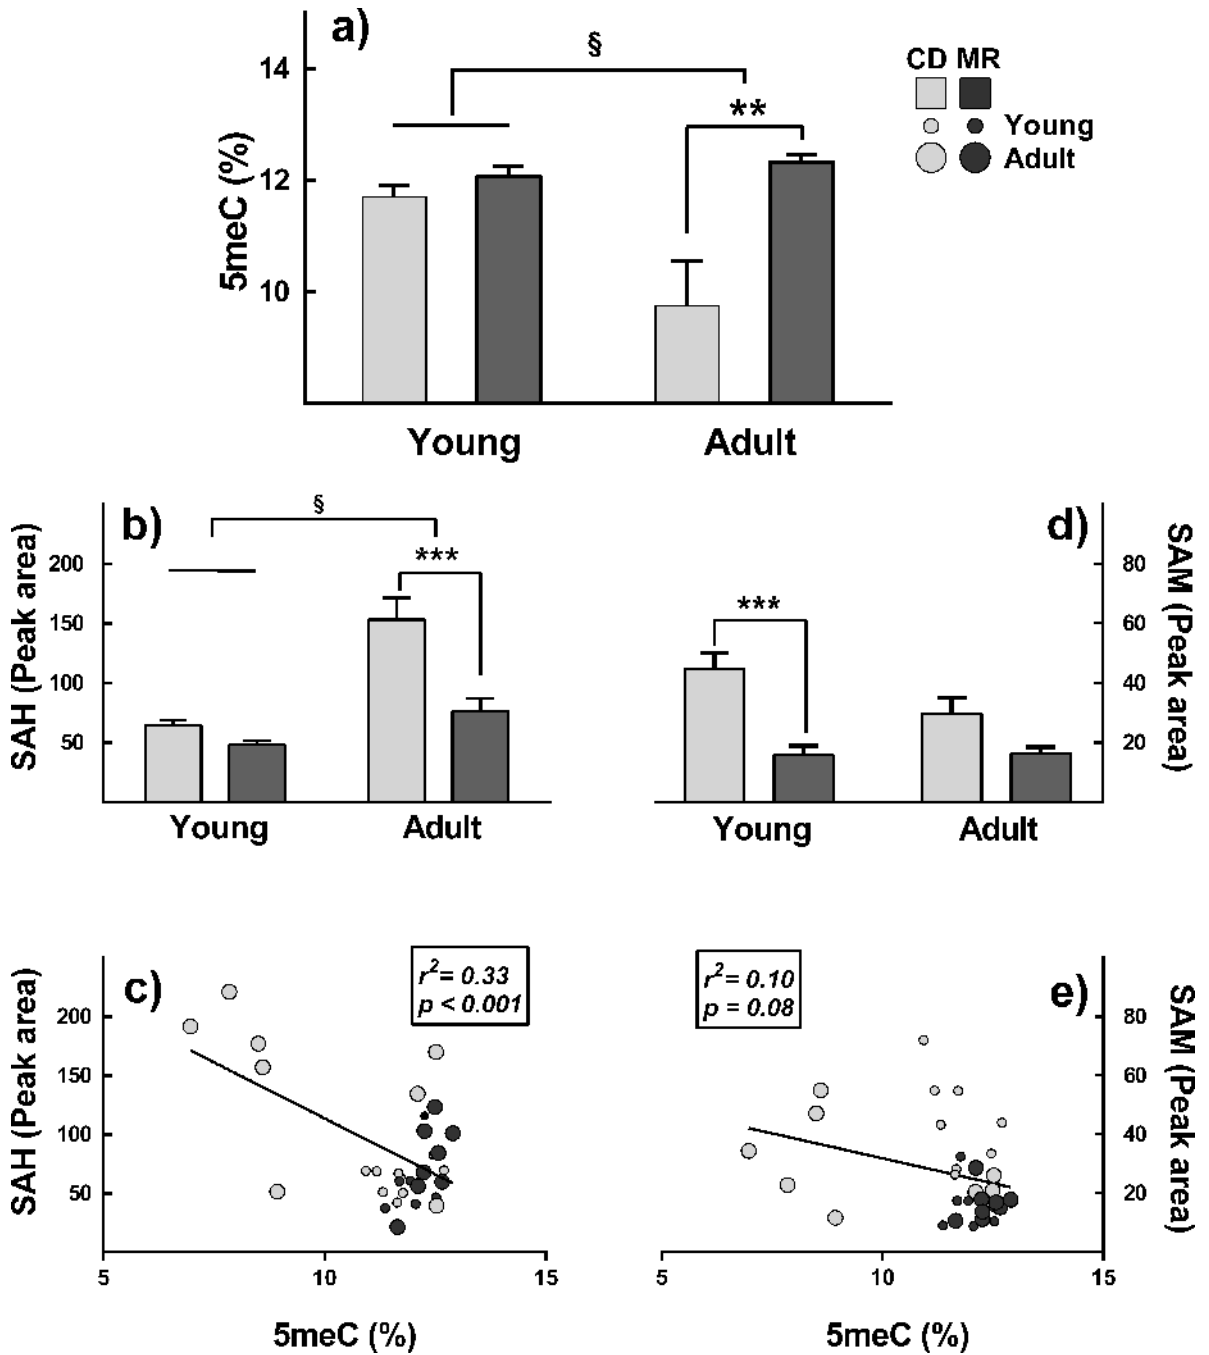 a)
§
**
CD MR
Young
Adult
5meC (%)
14
12
10
Young Adult
b)
§
***
SAH (Peak area)
200
150
100
50
Young Adult
d)
***
SAM (Peak area)
80
60
40
20
Young Adult
c)
r²= 0.33
p < 0.001
SAH (Peak area)
200
150
100
50
5 10 15
5meC (%)
r²= 0.10
p = 0.08
e)
SAM (Peak area)
80
60
40
20
5 10 15
5meC (%)